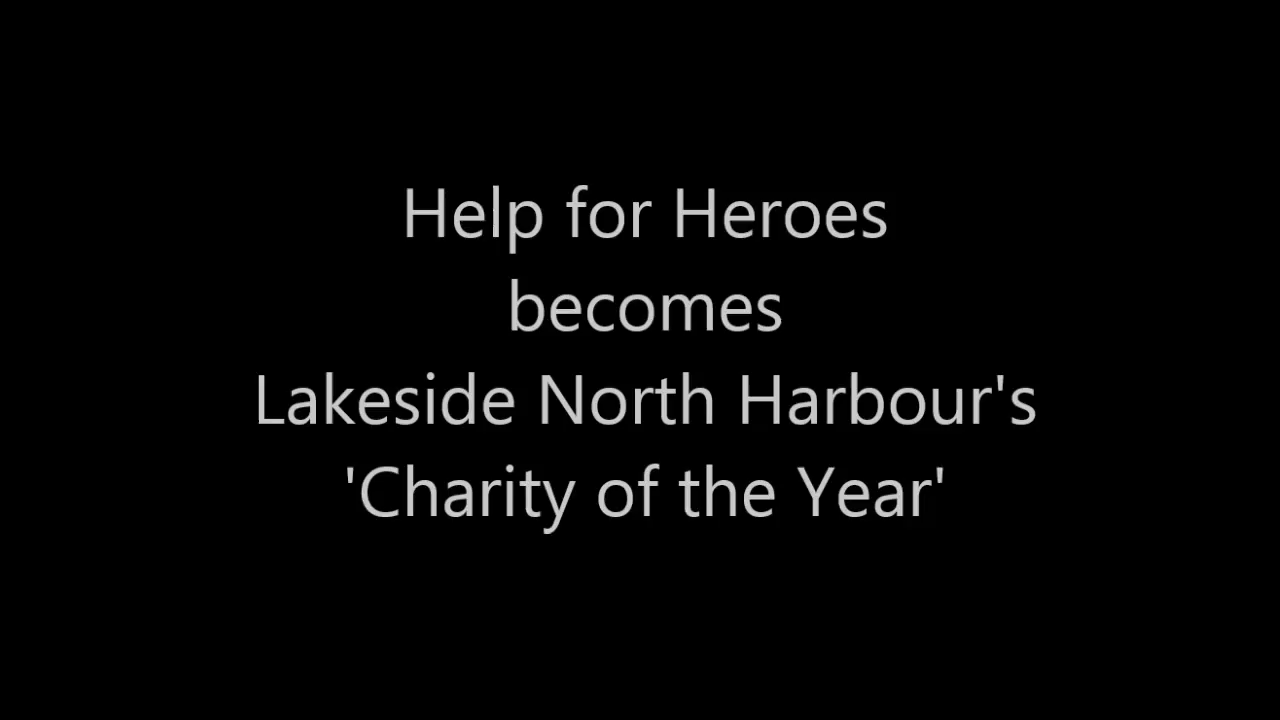 Help for Heroes
becomes
Lakeside North Harbour's
'Charity of the Year'